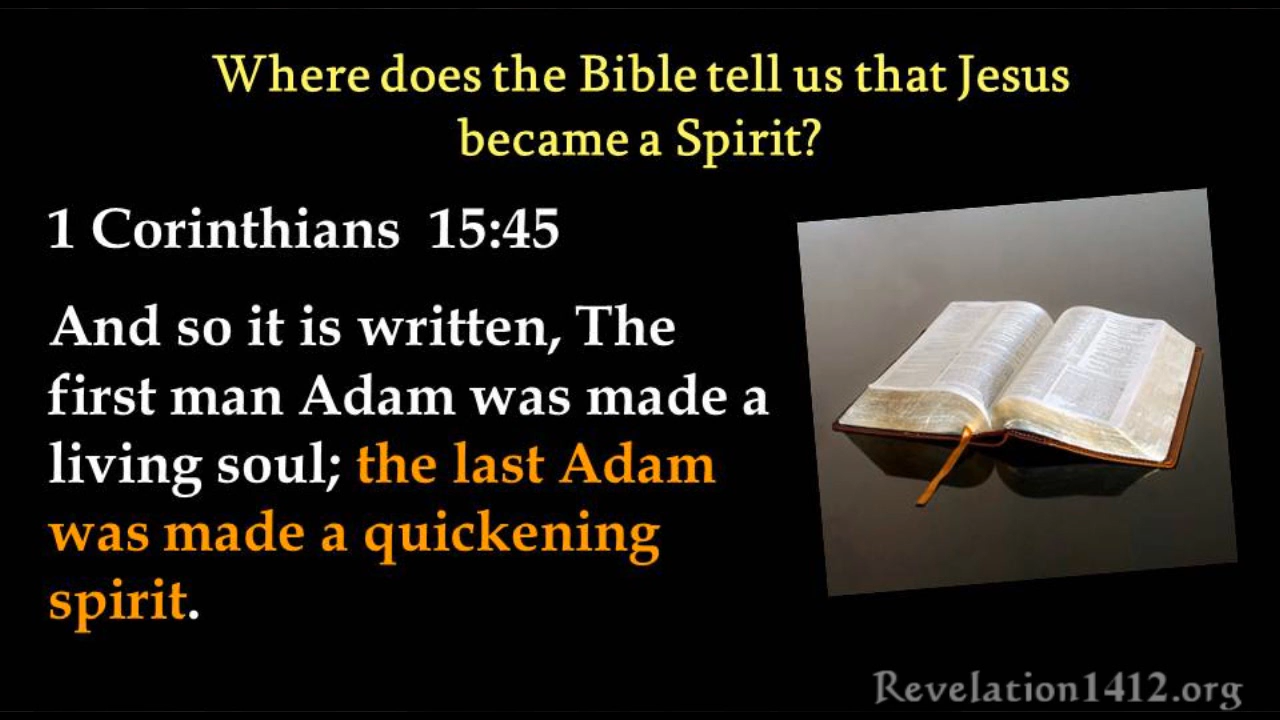 Where does the Bible tell us that Jesus
became a Spirit?
1 Corinthians 15:45
And so it is written, The
first man Adam was made a
living soul; the last Adam
was made a quickening
spirit.
Revelation1412.org